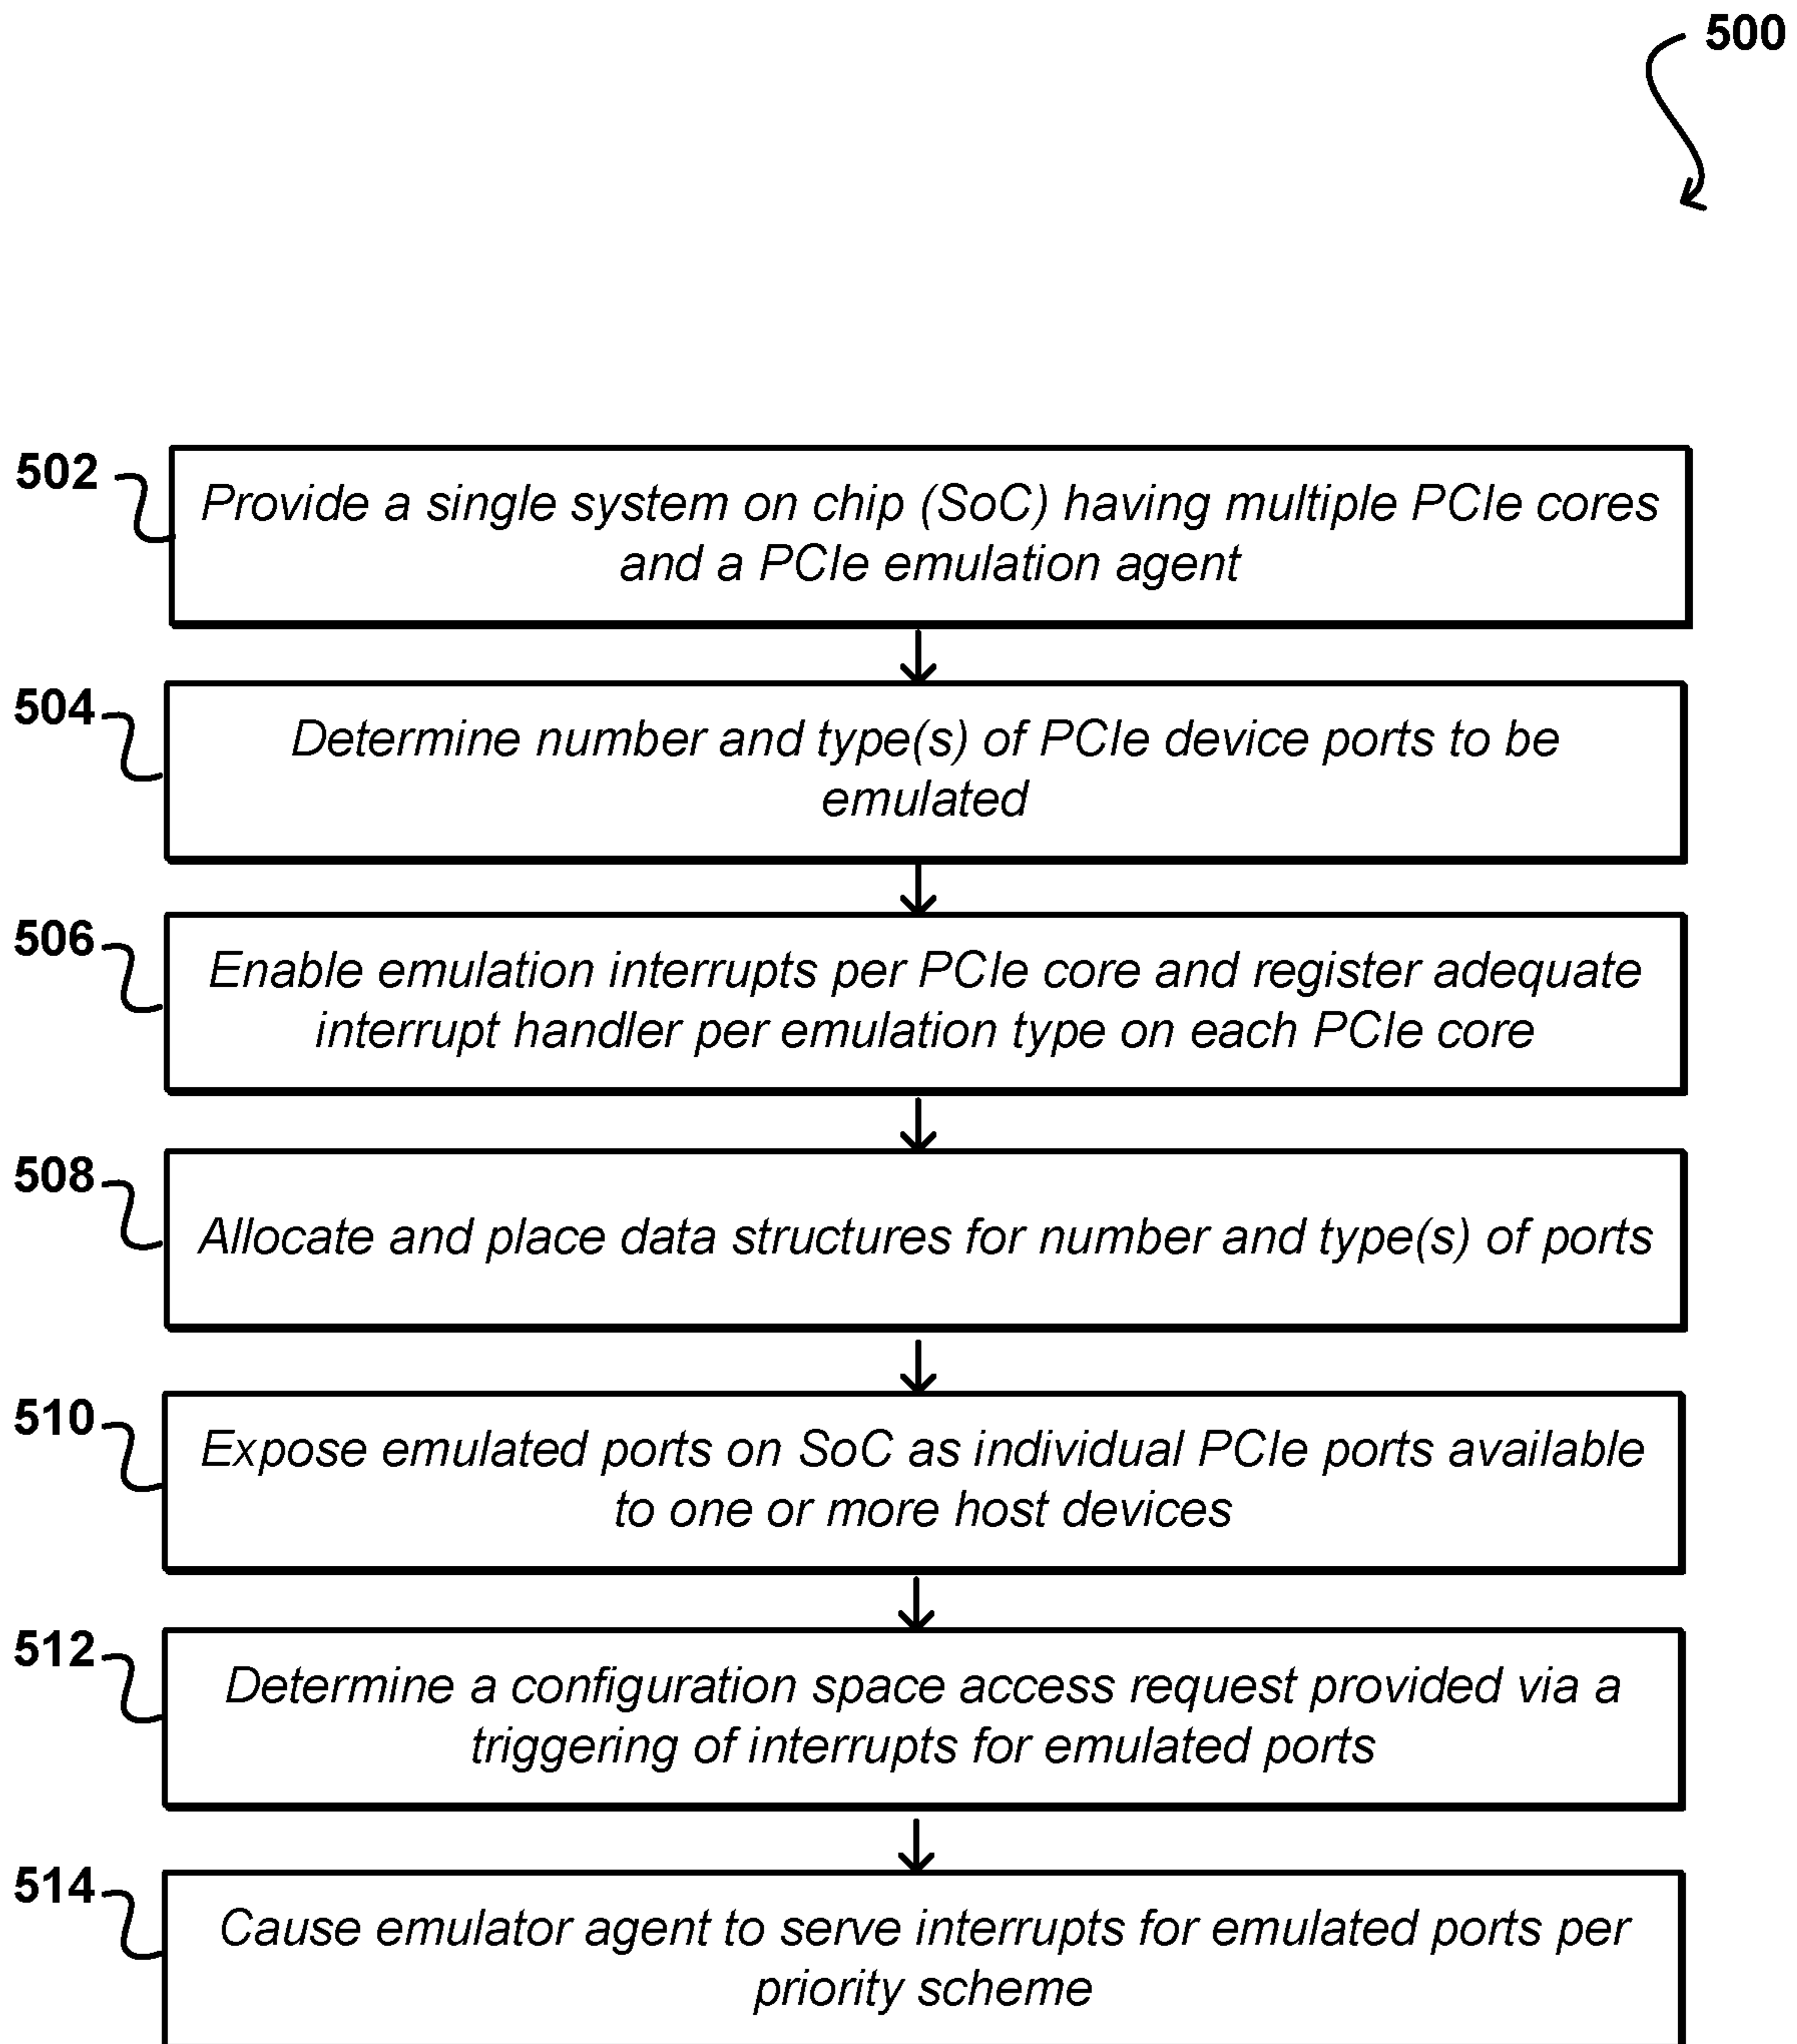 500
502
Provide a single system on chip (SoC) having multiple PCIe cores
and a PCIe emulation agent
504
Determine number and type(s) of PCIe device ports to be
emulated
506
Enable emulation interrupts per PCIe core and register adequate
interrupt handler per emulation type on each PCIe core
508
Allocate and place data structures for number and type(s) of ports
510
Expose emulated ports on SoC as individual PCIe ports available
to one or more host devices
512
Determine a configuration space access request provided via a
triggering of interrupts for emulated ports
514
Cause emulator agent to serve interrupts for emulated ports per
priority scheme